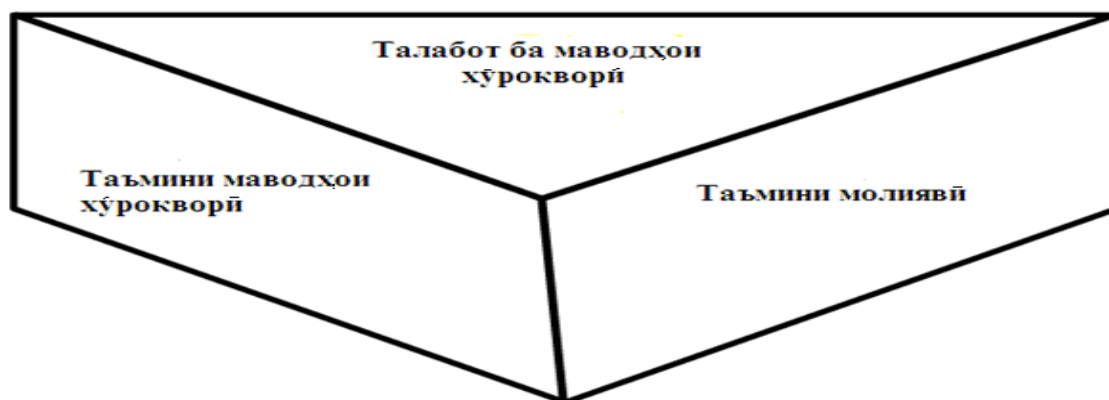 Талабот ба маводҳои
хӯрокворӣ
Таъмини маводҳои
хӯрокворӣ
Таъмини молиявӣ